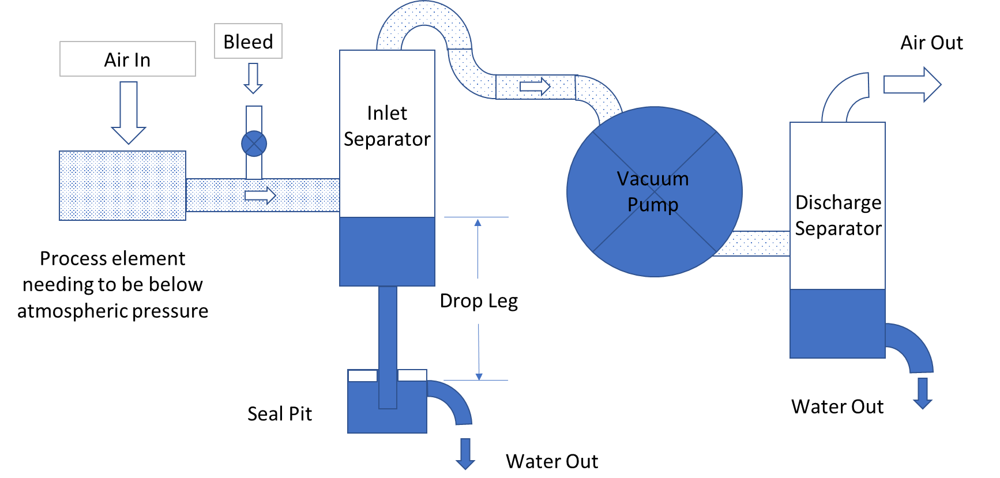 Air In
Bleed
Air Out
Inlet
Separator
Vacuum
Pump
Discharge
Separator
Process element
needing to be below
atmospheric pressure
Drop Leg
Seal Pit
Water Out
Water Out